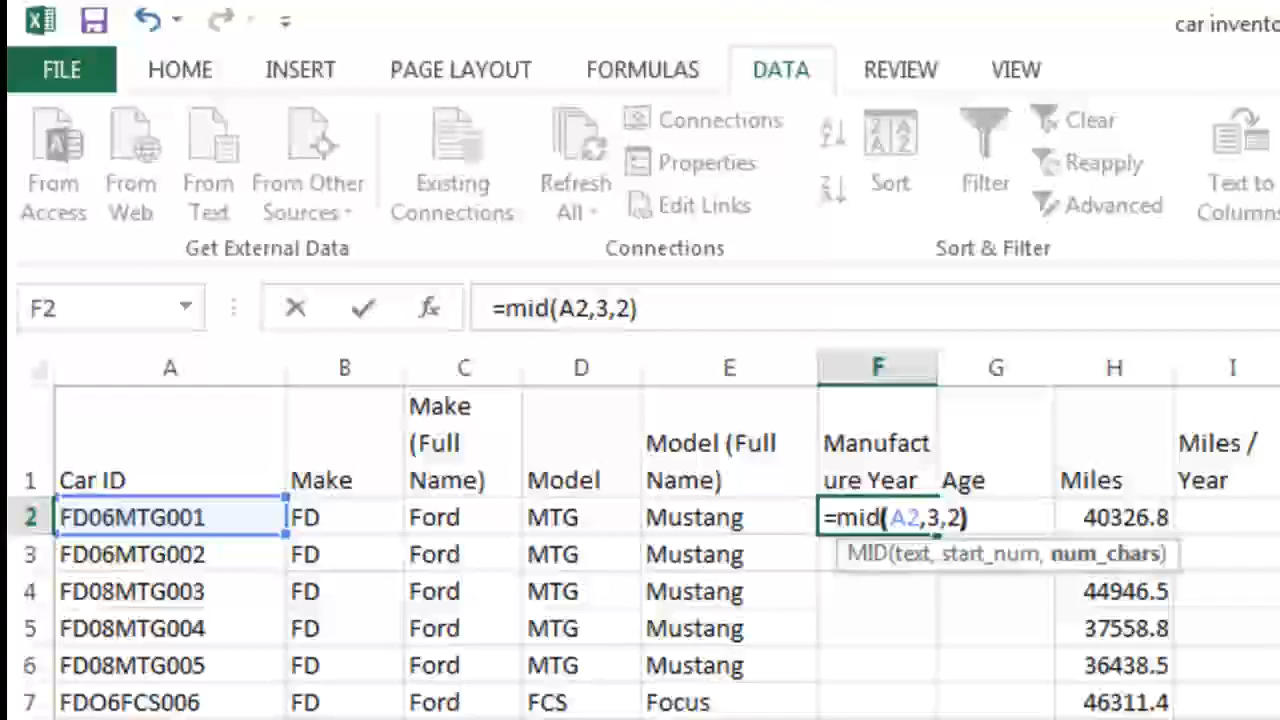 car invento
FILE HOME INSERT PAGE LAYOUT FORMULAS DATA REVIEW VIEW
Connections Clear
Properties Reapply
Edit Links Advanced
From From From From Other Existing Refresh Sort Filter Text to
Access Web Text Sources Connections All Columns
Get External Data Connections Sort & Filter
F2 fx =mid(A2,3,2)
A B C D E F G H I
Make
(Full Model (Full Manufact Miles /
1 Car ID Make Name) Model Name) ure Year Age Miles Year
2 FD06MTG001 FD Ford MTG Mustang =mid(A2,3,2) 40326.8
3 FD06MTG002 FD Ford MTG Mustang MID(text, start_num, num_chars)
4 FD08MTG003 FD Ford MTG Mustang 44946.5
5 FD08MTG004 FD Ford MTG Mustang 37558.8
6 FD08MTG005 FD Ford MTG Mustang 36438.5
7 FDO6FCS006 FD Ford FCS Focus 46311.4